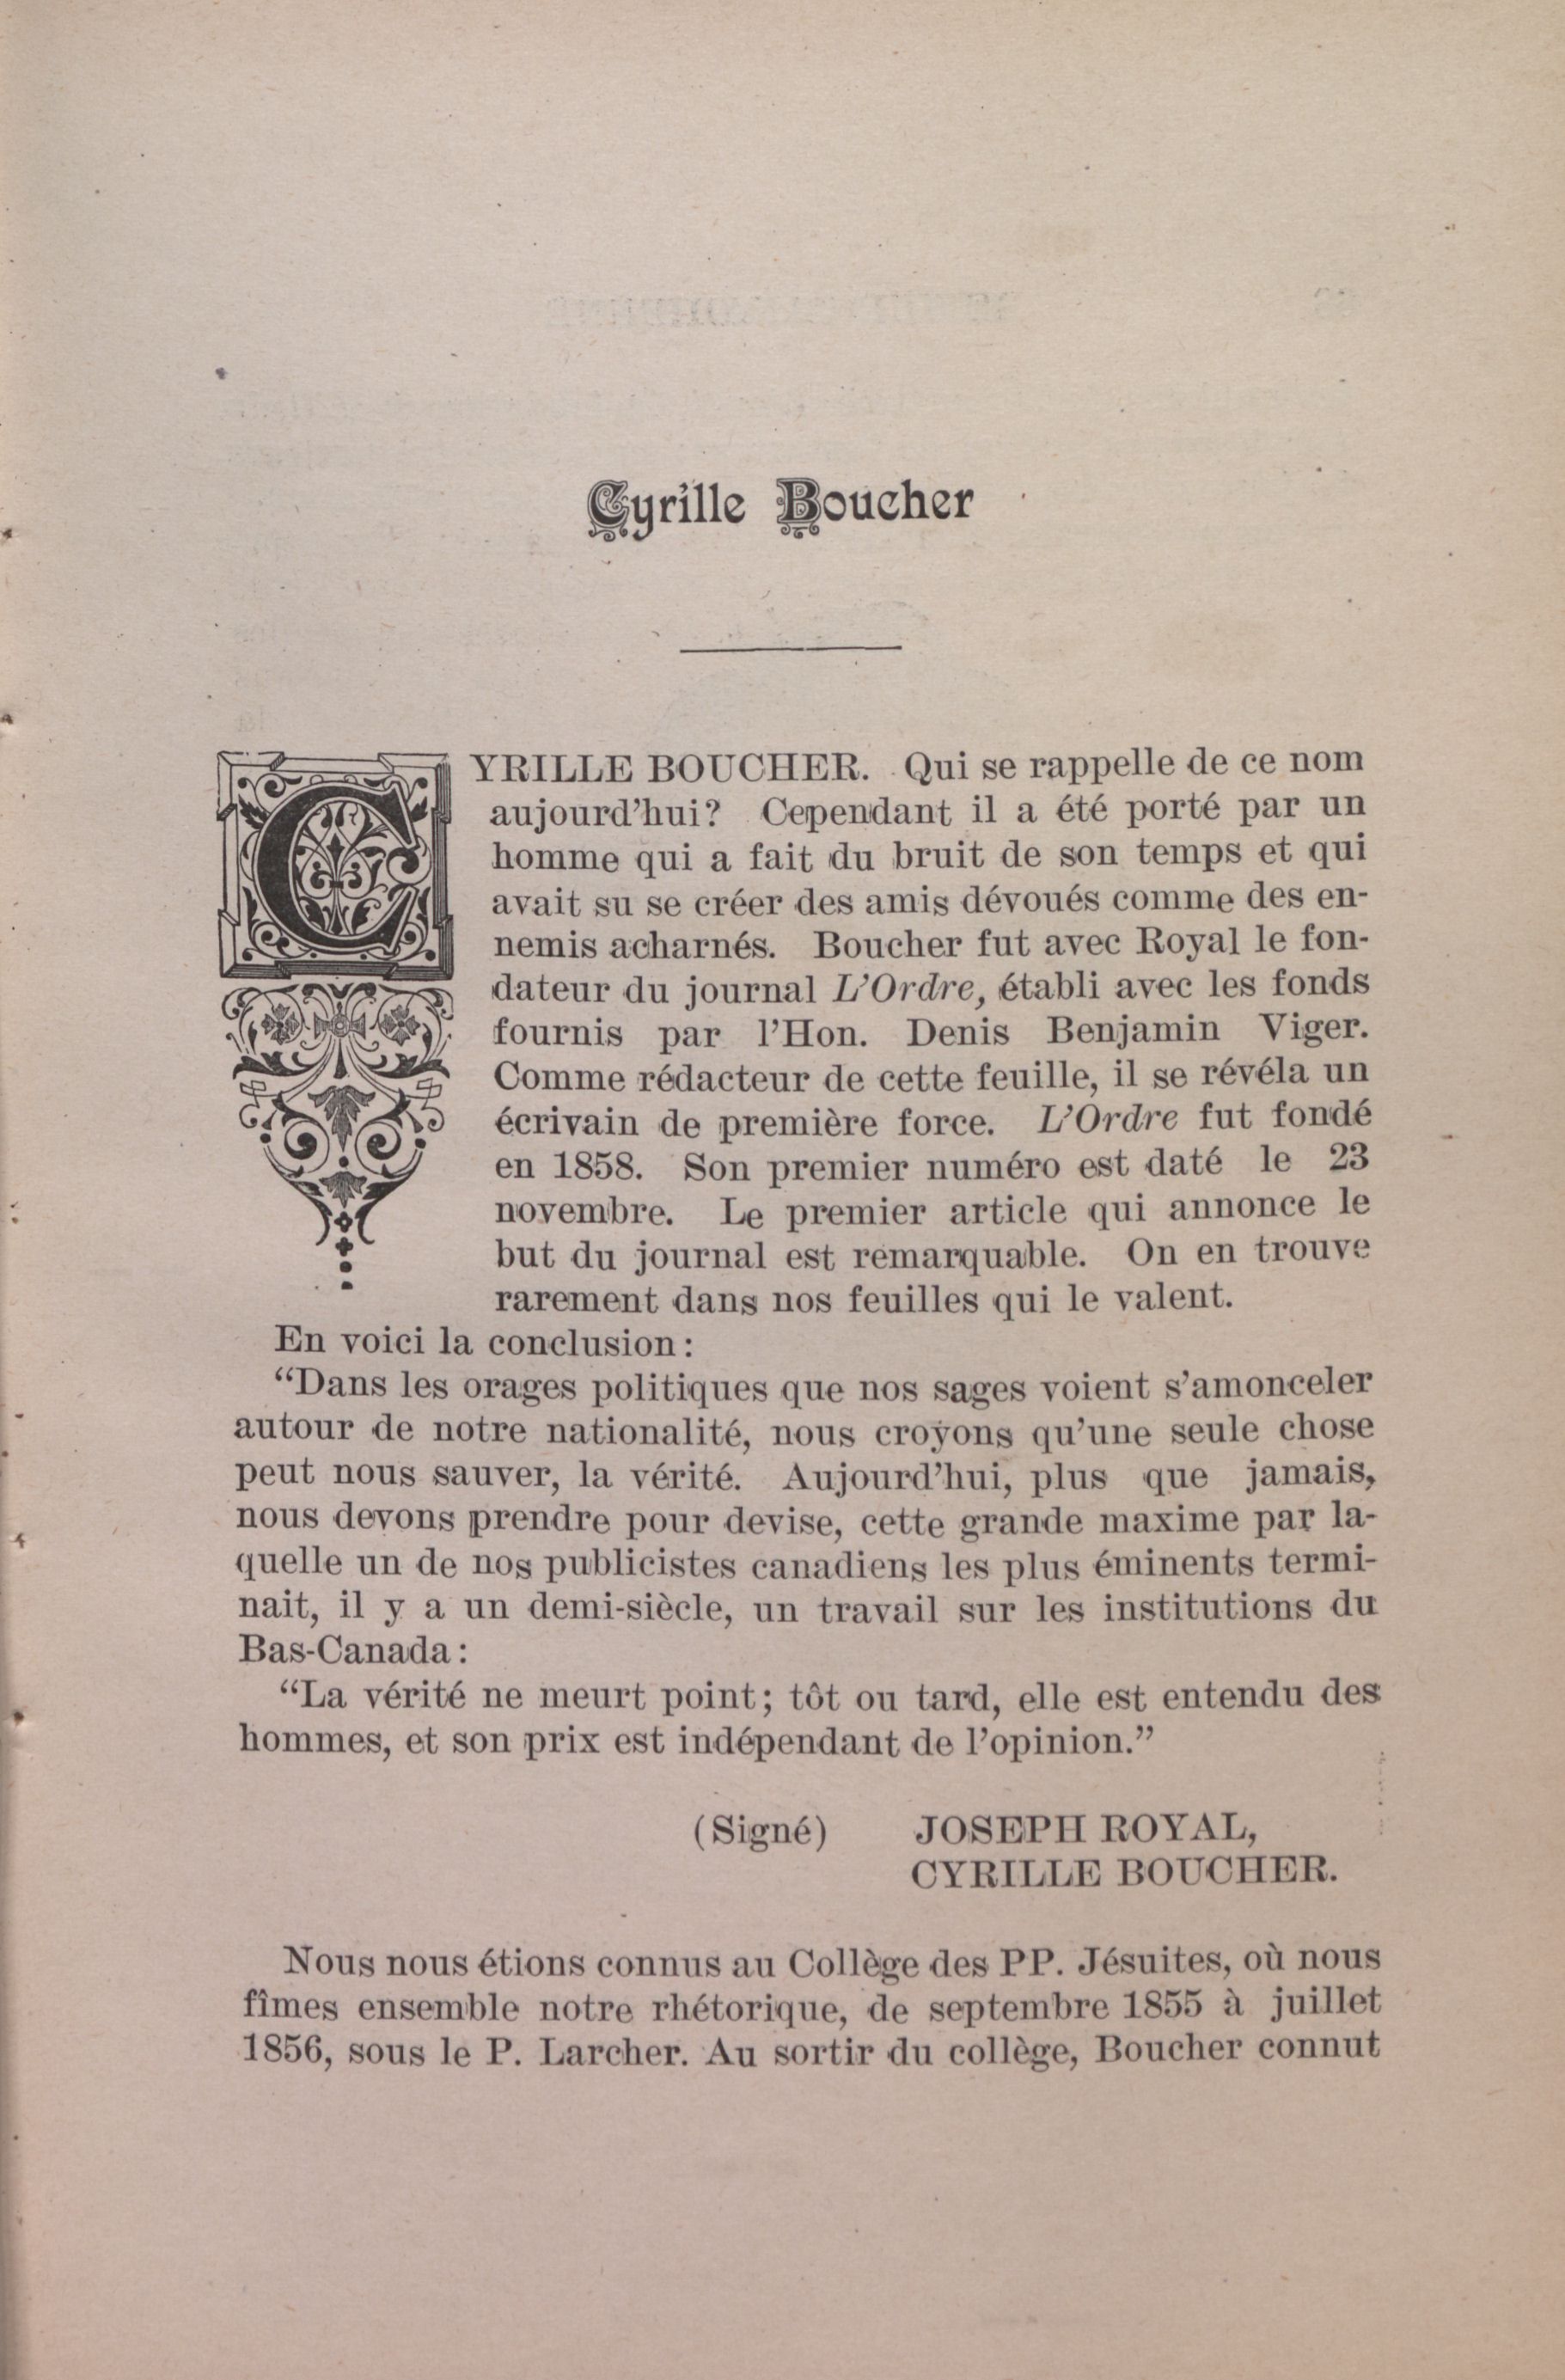 Cyrille Boucher
CYRILLE BOUCHER. Qui se rappelle de ce nom
aujourd'hui? Cependant il a été porté par un
homme qui a fait du bruit de son temps et qui
avait su se créer des amis dévoués comme des en-
nemis acharnés. Boucher fut avec Royal le fon-
dateur du journal L'Ordre, établi avec les fonds
fournis par l'Hon. Denis Benjamin Viger.
Comme rédacteur de cette feuille, il se révéla un
écrivain de première force. L'Ordre fut fondé
en 1858. Son premier numéro est daté le 23
novembre. Le premier article qui annonce le
but du journal est remarquable. On en trouve
rarement dans nos feuilles qui le valent.
En voici la conclusion:
“Dans les orages politiques que nos sages voient s'amonceler
autour de notre nationalité, nous croyons qu'une seule chose
peut nous sauver, la vérité. Aujourd'hui, plus que jamais,
nous devons prendre pour devise, cette grande maxime par la-
quelle un de nos publicistes canadiens les plus éminents termi-
nait, il y a un demi-siècle, un travail sur les institutions du
Bas-Canada:
“La vérité ne meurt point; tôt ou tard, elle est entendu des
hommes, et son prix est indépendant de l'opinion.”
(Signé) JOSEPH ROYAL,
CYRILLE BOUCHER.
Nous nous étions connus au Collège des PP. Jésuites, où nous
fîmes ensemble notre rhétorique, de septembre 1855 à juillet
1856, sous le P. Larcher. Au sortir du collège, Boucher connut